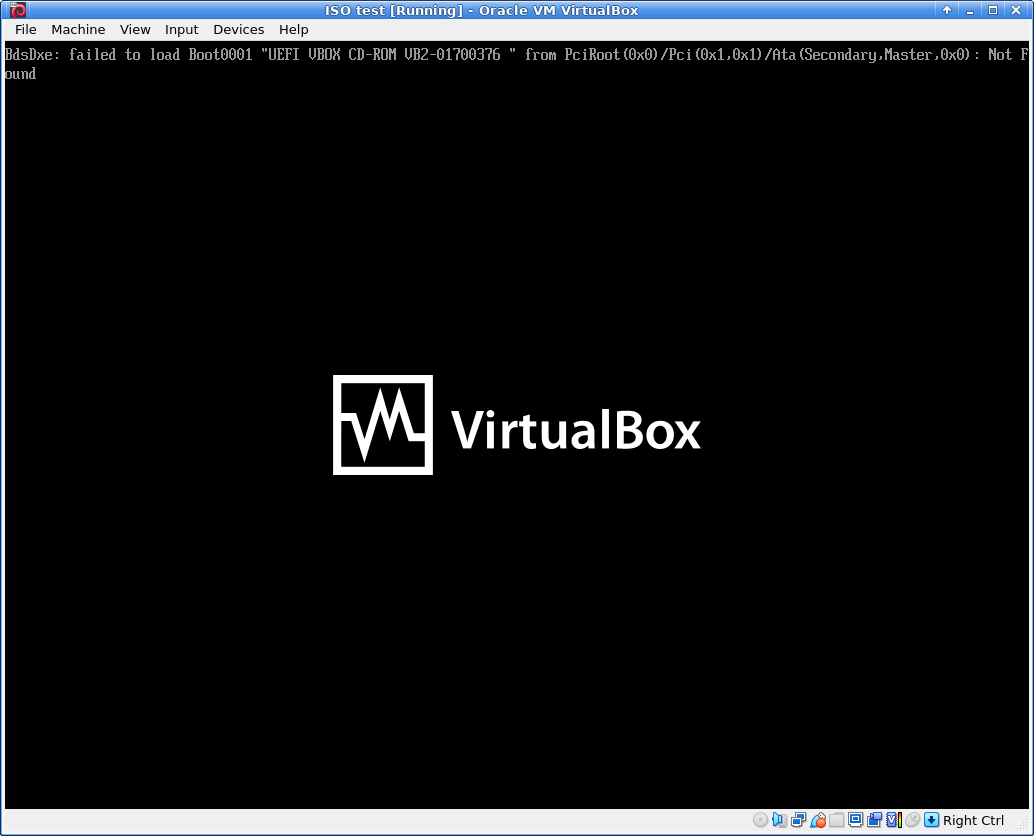 ISO test [Running] - Oracle VM VirtualBox
File Machine View Input Devices Help
BdsDxe: failed to load Boot0001 "UEFI VBOX CD-ROM VB2-01700376 " from PciRoot(0x0)/Pci(0x1,0x1)/Ata(Secondary,Master,0x0): Not F
ound
VirtualBox
Right Ctrl